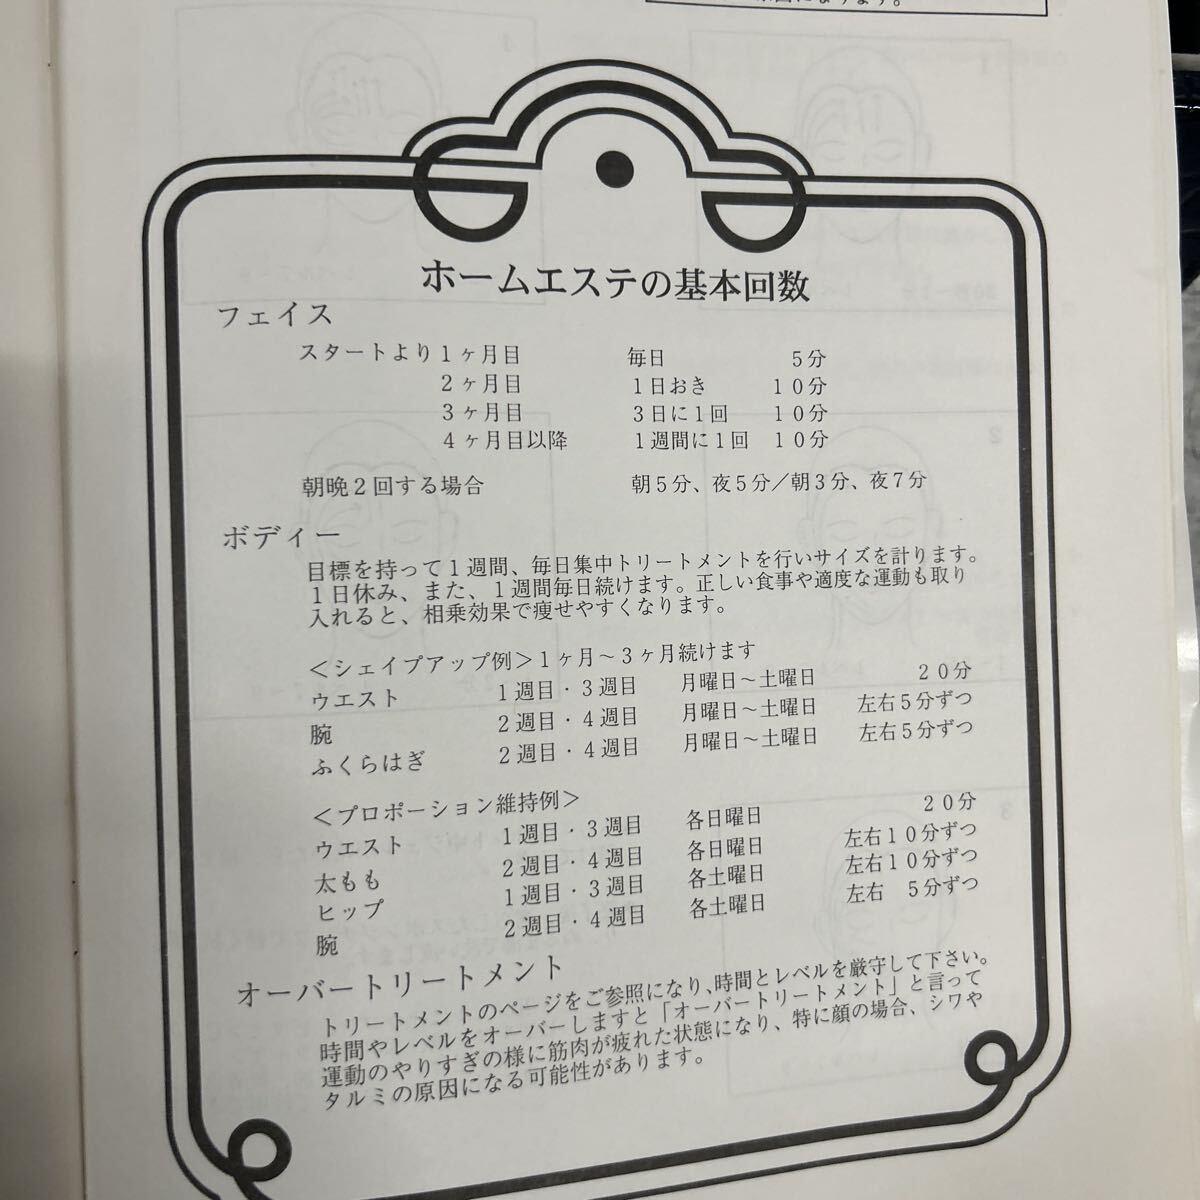 原因になります。
ホームエステの基本回数
フェイス
スタートより１ヶ月目 毎日 ５分
２ヶ月目 １日おき １０分
３ヶ月目 ３日に１回 １０分
４ヶ月目以降 １週間に１回 １０分
朝晩２回する場合 朝５分、夜５分／朝３分、夜７分
ボディー
目標を持って１週間、毎日集中トリートメントを行いサイズを計ります。
１日休み、また、１週間毎日続けます。正しい食事や適度な運動も取り
入れると、相乗効果で痩せやすくなります。
＜シェイプアップ例＞１ヶ月～３ヶ月続けます
ウエスト １週目・３週目 月曜日～土曜日 ２０分
腕 ２週目・４週目 月曜日～土曜日 左右５分ずつ
ふくらはぎ ２週目・４週目 月曜日～土曜日 左右５分ずつ
＜プロポーション維持例＞
ウエスト １週目・３週目 各日曜日 ２０分
太もも ２週目・４週目 各日曜日 左右１０分ずつ
ヒップ １週目・３週目 各土曜日 左右１０分ずつ
腕 ２週目・４週目 各土曜日 左右 ５分ずつ
オーバートリートメント
トリートメントのページをご参照になり、時間とレベルを厳守して下さい。
時間やレベルをオーバーしますと「オーバートリートメント」と言って
運動のやりすぎの様に筋肉が疲れた状態になり、特に顔の場合、シワや
タルミの原因になる可能性があります。